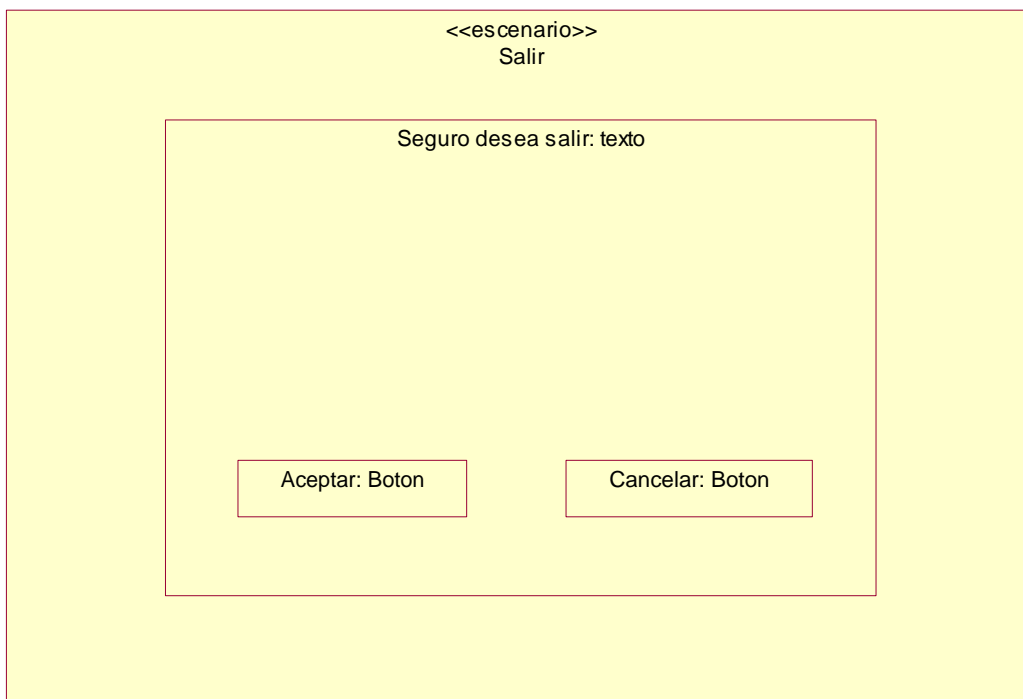 <<escenario>>
Salir
Seguro desea salir: texto
Aceptar: Boton
Cancelar: Boton